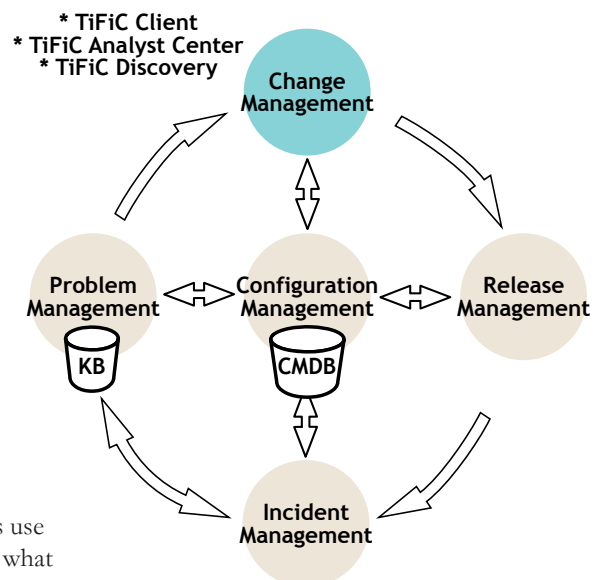 * TiFiC Client
* TiFiC Analyst Center
* TiFiC Discovery
Change
Management
Problem
Management
KB
Configuration
Management
CMDB
Release
Management
Incident
Management
s use
what